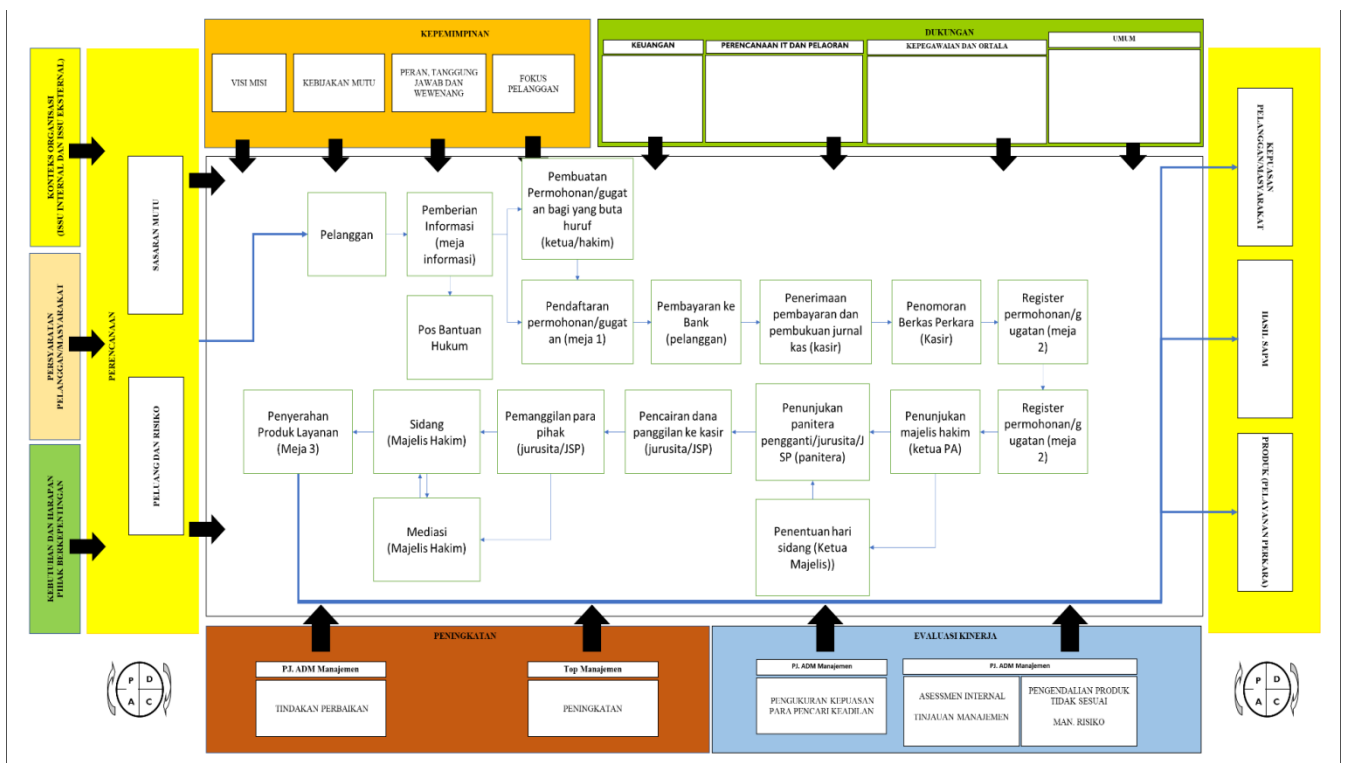 KEPEMIMPINAN
VISI MISI
KEBIJAKAN MUTU
PERAN, TANGGUNG
JAWAB DAN
WEWENANG
FOKUS
PELANGGAN
DUKUNGAN
KEUANGAN
PERENCANAAN IT DAN PELAORAN
KEPEGAWAIAN DAN ORTALA
UMUM
KONTEKS ORGANISASI
(ISSU INTERNAL DAN ISSU EKSTERNAL)
PERSYARATAN
PELANGGAN/MASYARAKAT
KEBUTUHAN DAN HARAPAN
PIHAK BERKEPENTINGAN
PERENCANAAN
SASARAN MUTU
PELUANG DAN RISIKO
Pelanggan
Pemberian
Informasi
(meja
informasi)
Pos Bantuan
Hukum
Pembuatan
Permohonan/gugat
an bagi yang buta
huruf
(ketua/hakim)
Pendaftaran
permohonan/gugat
an (meja 1)
Pembayaran ke
Bank
(pelanggan)
Penerimaan
pembayaran dan
pembukuan jurnal
kas (kasir)
Penomoran
Berkas Perkara
(Kasir)
Register
permohonan/g
ugatan (meja
2)
Register
permohonan/g
ugatan (meja
2)
Penunjukan
majelis hakim
(ketua PA)
Penentuan hari
sidang (Ketua
Majelis))
Penunjukan
panitera
pengganti/jurusita/J
SP (panitera)
Pencairan dana
panggilan ke kasir
(jurusita/JSP)
Pemanggilan para
pihak
(jurusita/JSP)
Sidang
(Majelis Hakim)
Mediasi
(Majelis Hakim)
Penyerahan
Produk Layanan
(Meja 3)
KEPUASAN
PELANGGAN/MASYARAKAT
HASIL SAPM
PRODUK (PELAYANAN PERKARA)
PENINGKATAN
PJ. ADM Manajemen
TINDAKAN PERBAIKAN
Top Manajemen
PENINGKATAN
EVALUASI KINERJA
PJ. ADM Manajemen
PENGUKURAN KEPUASAN
PARA PENCARI KEADILAN
PJ. ADM Manajemen
ASESSMEN INTERNAL
TINJAUAN MANAJEMEN
PENGENDALIAN PRODUK
TIDAK SESUAI
MAN. RISIKO
P D
A C
P D
A C